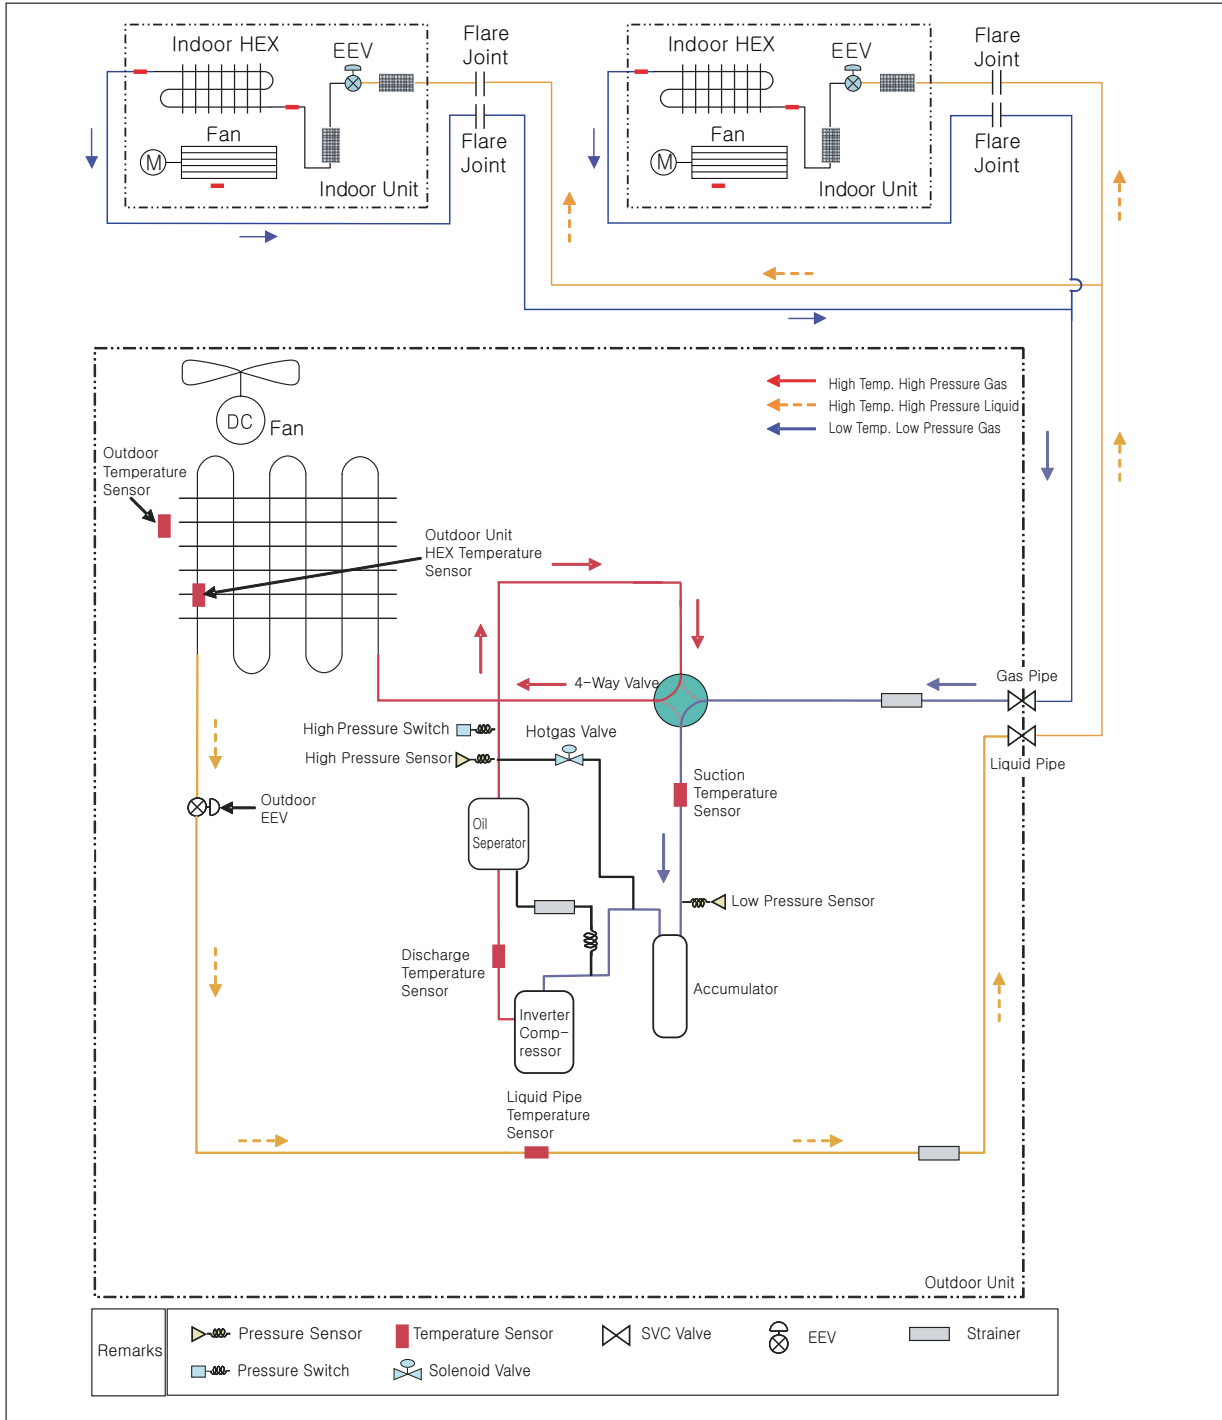 Indoor HEX
EEV
Flare
Joint
Fan
M
Flare
Joint
Indoor Unit
Indoor HEX
EEV
Flare
Joint
Fan
M
Flare
Joint
Indoor Unit
DC
Fan
High Temp. High Pressure Gas
High Temp. High Pressure Liquid
Low Temp. Low Pressure Gas
Outdoor
Temperature
Sensor
Outdoor Unit
HEX Temperature
Sensor
4-Way Valve
Gas Pipe
High Pressure Switch
Hotgas Valve
High Pressure Sensor
Liquid Pipe
Suction
Temperature
Sensor
Outdoor
EEV
Oil
Seperator
Low Pressure Sensor
Discharge
Temperature
Sensor
Accumulator
Inverter
Comp-
ressor
Liquid Pipe
Temperature
Sensor
Outdoor Unit
Remarks
Pressure Sensor
Temperature Sensor
SVC Valve
EEV
Strainer
Pressure Switch
Solenoid Valve